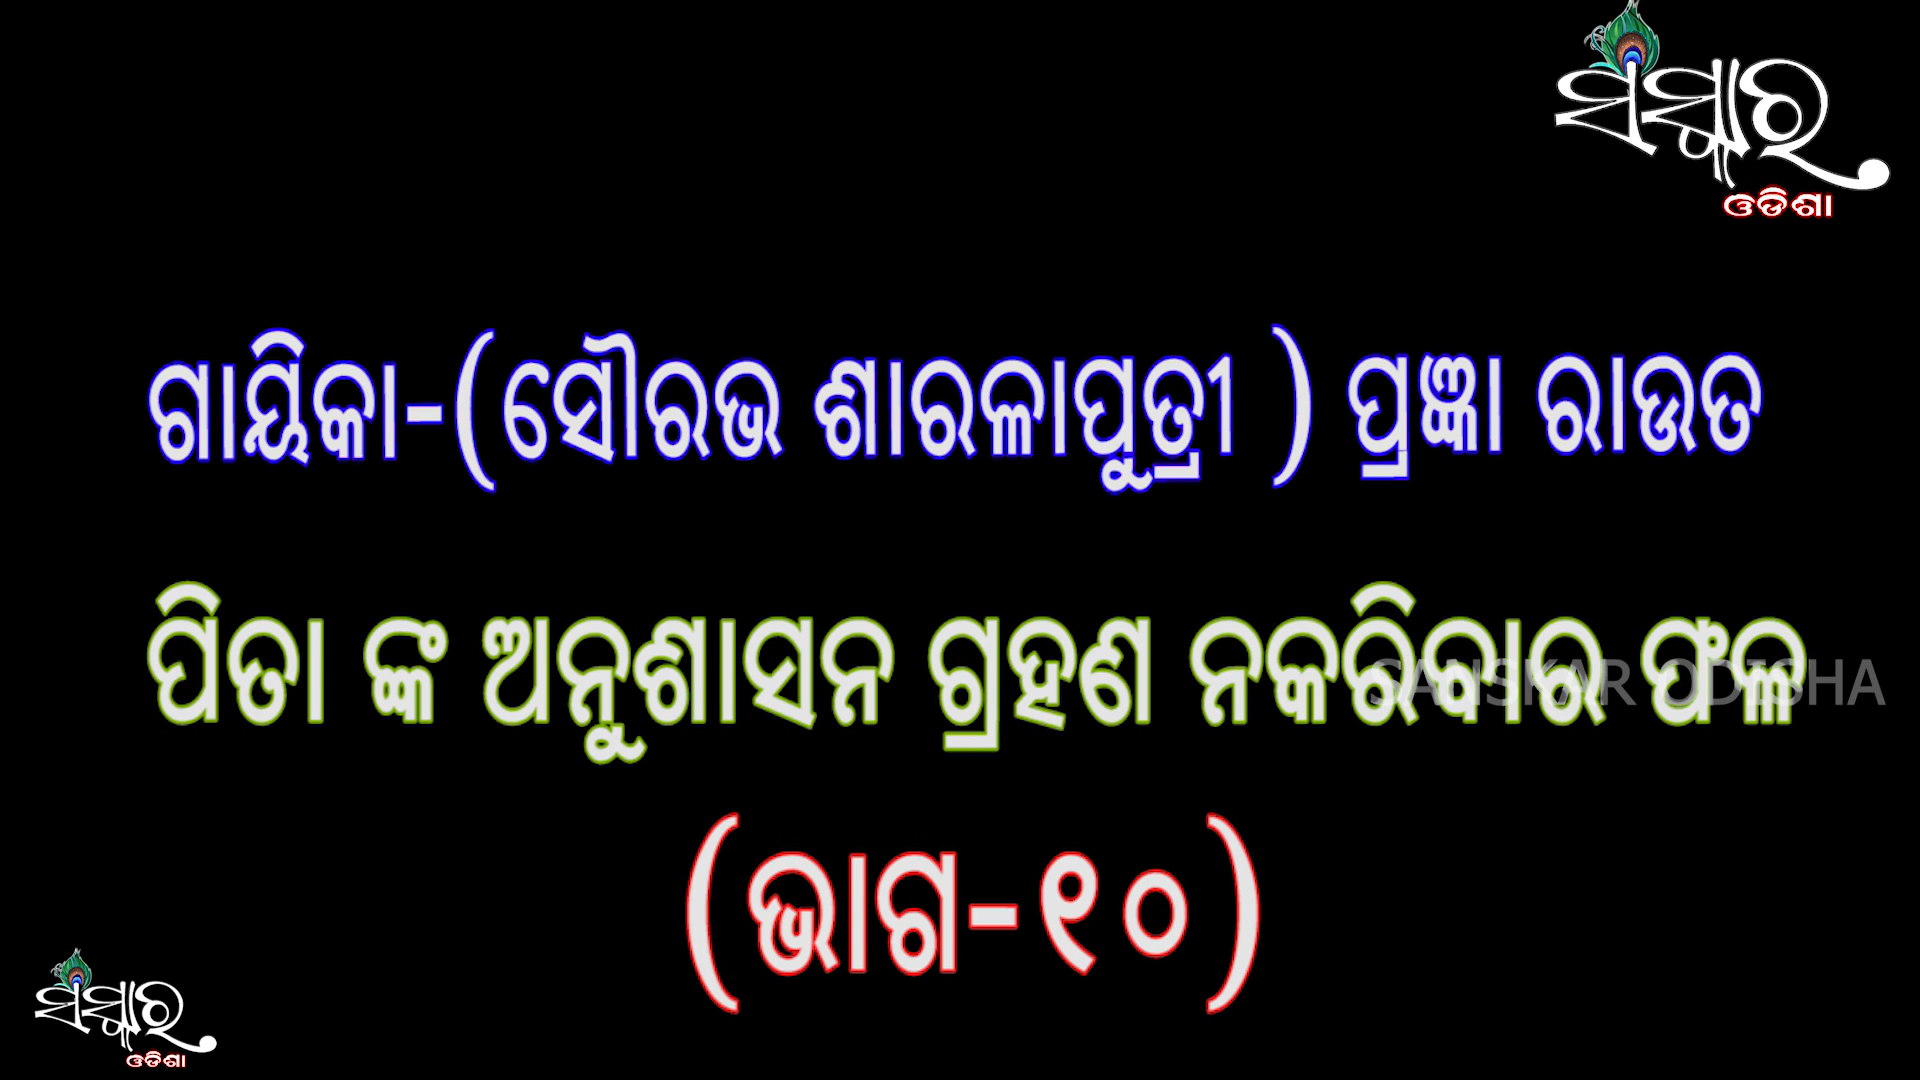 ସଂସ୍କାର
ଓଡିଶା
ଗାୟିକା-(ସୌରଭ ଶାରଳାପୁତ୍ରୀ ) ପ୍ରଜ୍ଞା ରାଉତ
ପିତା ଙ୍କ ଅନୁଶାସନ ଗ୍ରହଣ ନକରିବାର ଫଳ
SANSKAR ODISHA
(ଭାଗ-୧୦)
ସଂସ୍କାର
ଓଡିଶା